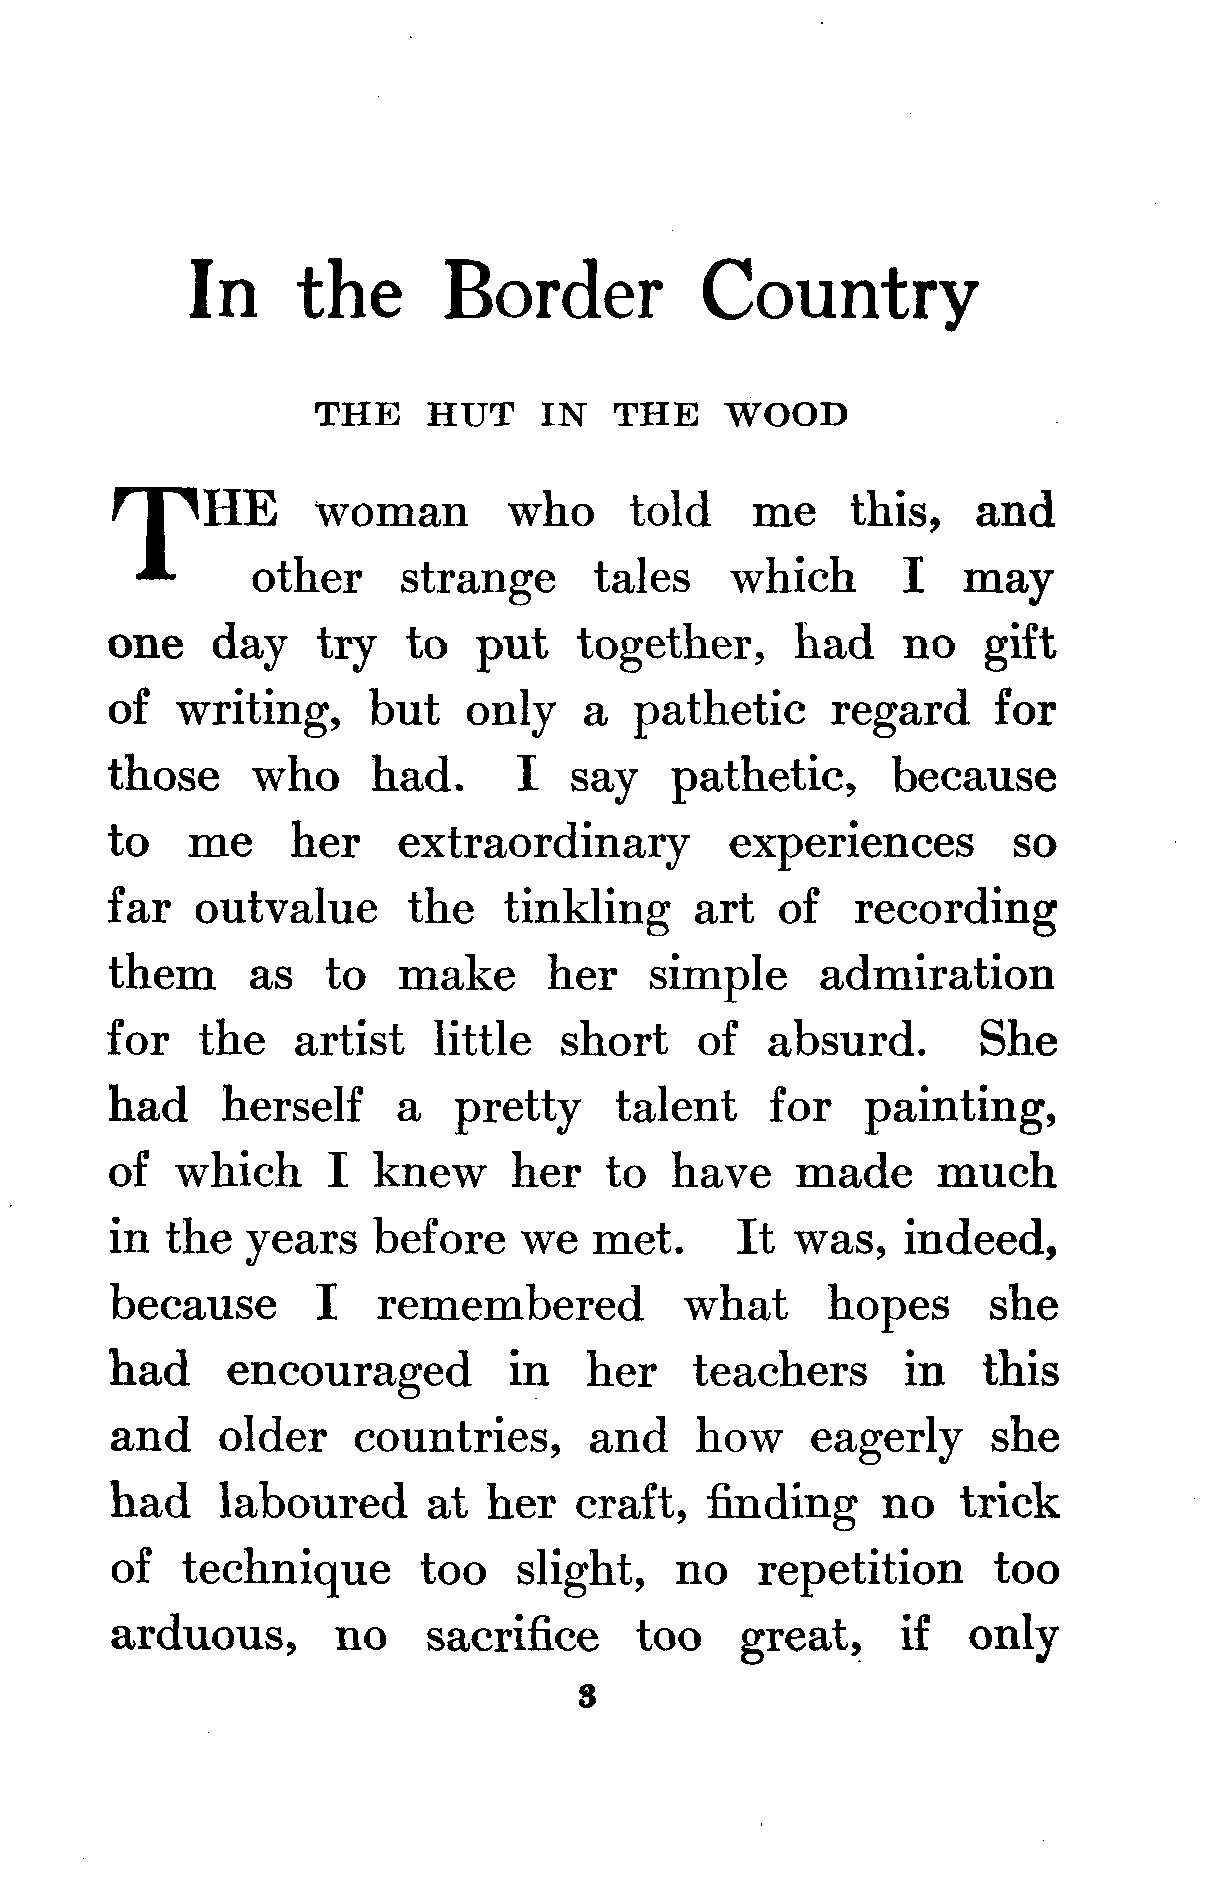 In the Border Country
THE HUT IN THE WOOD
THE woman who told me this, and
other strange tales which I may
one day try to put together, had no gift
of writing, but only a pathetic regard for
those who had. I say pathetic, because
to me her extraordinary experiences so
far outvalue the tinkling art of recording
them as to make her simple admiration
for the artist little short of absurd. She
had herself a pretty talent for painting,
of which I knew her to have made much
in the years before we met. It was, indeed,
because I remembered what hopes she
had encouraged in her teachers in this
and older countries, and how eagerly she
had laboured at her craft, finding no trick
of technique too slight, no repetition too
arduous, no sacrifice too great, if only
3